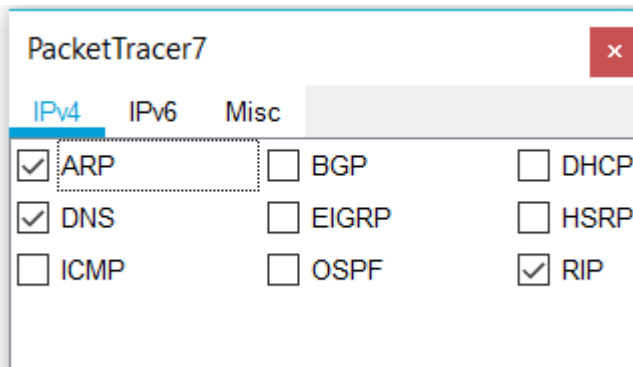 PacketTracer7
IPv4 IPv6 Misc
ARP BGP DHCP
DNS EIGRP HSRP
ICMP OSPF RIP